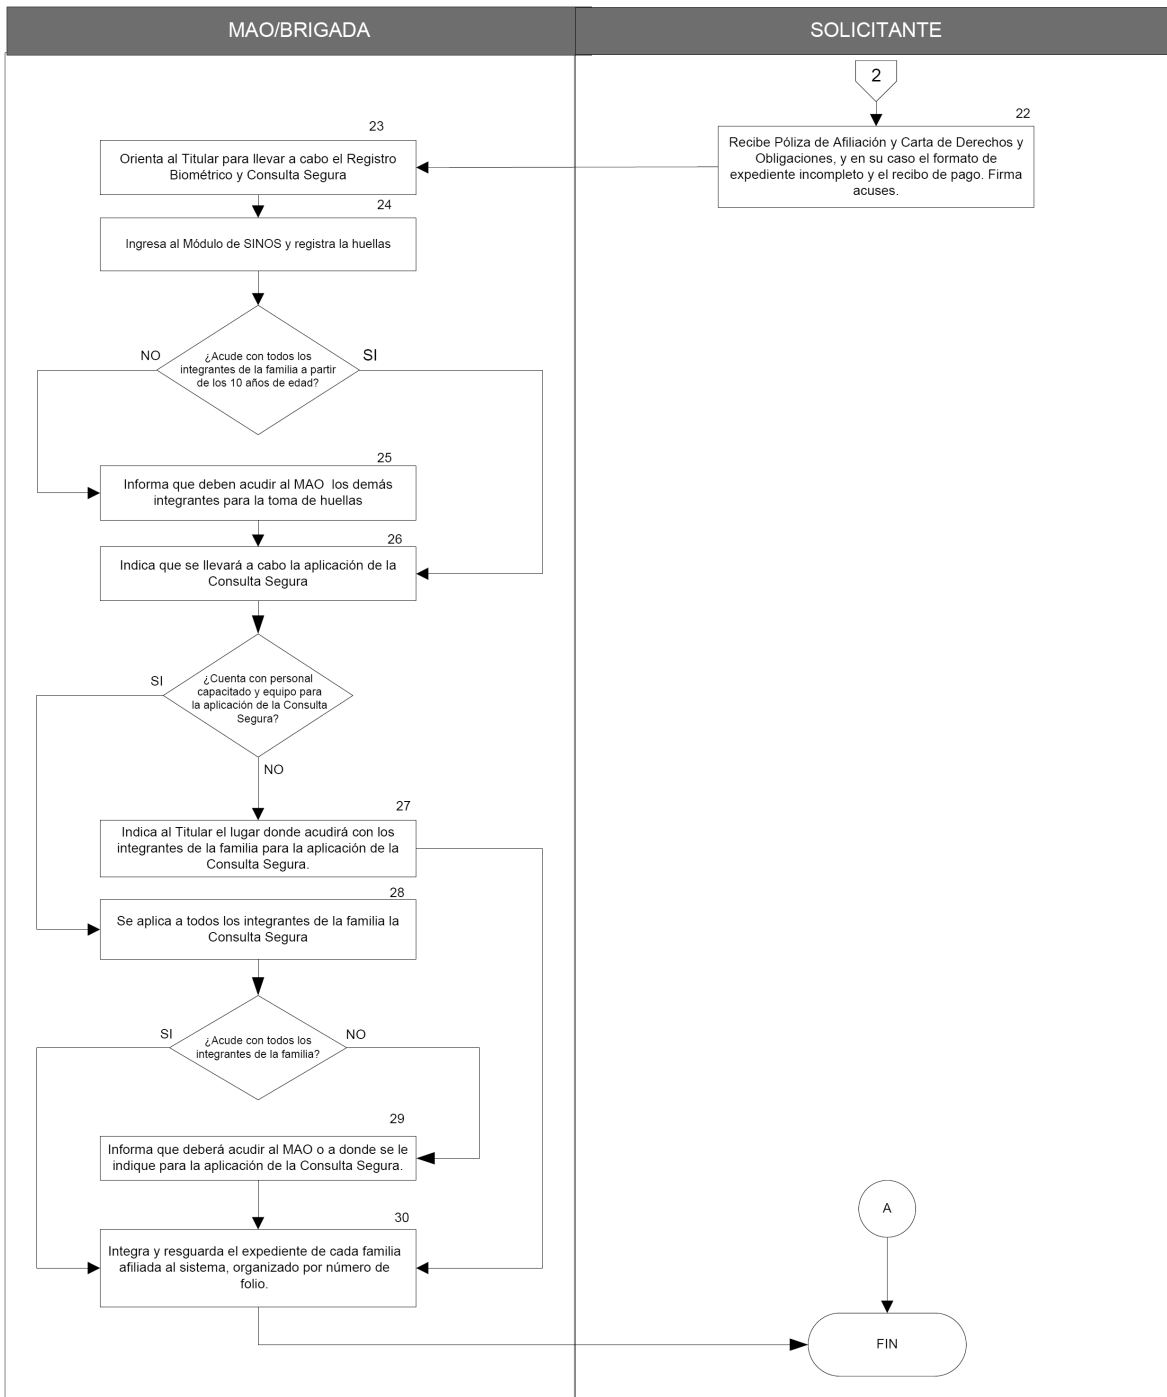 MAO/BRIGADA
SOLICITANTE
2
22
Recibe Póliza de Afiliación y Carta de Derechos y
Obligaciones, y en su caso el formato de
expediente incompleto y el recibo de pago. Firma
acuses.
23
Orienta al Titular para llevar a cabo el Registro
Biométrico y Consulta Segura
24
Ingresa al Módulo de SINOS y registra la huellas
¿Acude con todos los
integrantes de la familia a partir
de los 10 años de edad?
NO
SI
25
Informa que deben acudir al MAO los demás
integrantes para la toma de huellas
26
Indica que se llevará a cabo la aplicación de la
Consulta Segura
¿Cuenta con personal
capacitado y equipo para
la aplicación de la Consulta
Segura?
SI
NO
27
Indica al Titular el lugar donde acudirá con los
integrantes de la familia para la aplicación de la
Consulta Segura.
28
Se aplica a todos los integrantes de la familia la
Consulta Segura
¿Acude con todos los
integrantes de la familia?
SI
NO
29
Informa que deberá acudir al MAO o a donde se le
indique para la aplicación de la Consulta Segura.
30
Integra y resguarda el expediente de cada familia
afiliada al sistema, organizado por número de
folio.
A
FIN